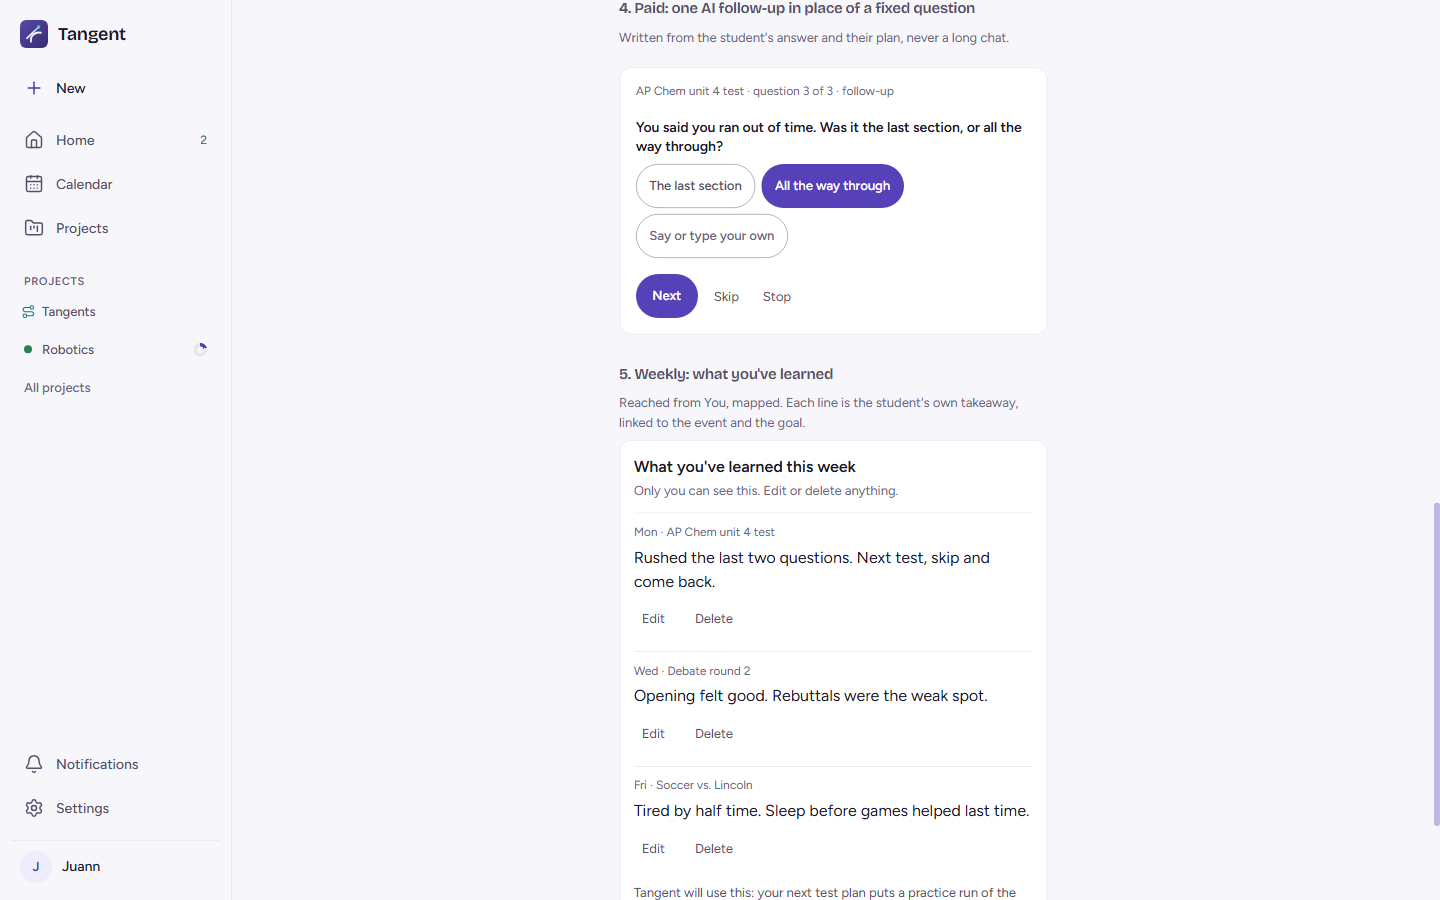 Tangent
New
Home 2
Calendar
Projects
PROJECTS
Tangents
Robotics
All projects
Notifications
Settings
J Juann
4. Paid: one AI follow-up in place of a fixed question
Written from the student's answer and their plan, never a long chat.
AP Chem unit 4 test · question 3 of 3 · follow-up
You said you ran out of time. Was it the last section, or all the
way through?
The last section All the way through
Say or type your own
Next Skip Stop
5. Weekly: what you've learned
Reached from You, mapped. Each line is the student's own takeaway,
linked to the event and the goal.
What you've learned this week
Only you can see this. Edit or delete anything.
Mon · AP Chem unit 4 test
Rushed the last two questions. Next test, skip and
come back.
Edit Delete
Wed · Debate round 2
Opening felt good. Rebuttals were the weak spot.
Edit Delete
Fri · Soccer vs. Lincoln
Tired by half time. Sleep before games helped last time.
Edit Delete
Tangent will use this: your next test plan puts a practice run of the